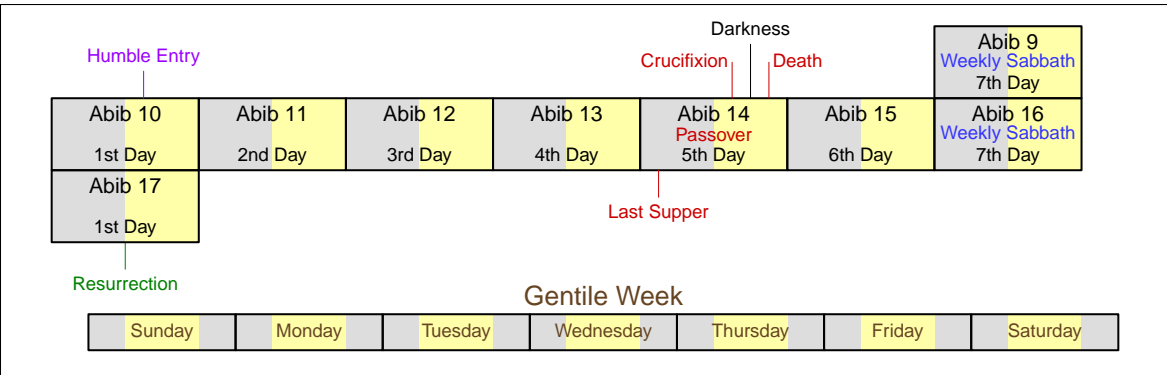 Darkness
Humble Entry
Crucifixion
Death
Abib 9
Weekly Sabbath
7th Day
Abib 10
1st Day
Abib 11
2nd Day
Abib 12
3rd Day
Abib 13
4th Day
Abib 14
Passover
5th Day
Abib 15
6th Day
Abib 16
Weekly Sabbath
7th Day
Abib 17
1st Day
Last Supper
Resurrection
Gentile Week
Sunday
Monday
Tuesday
Wednesday
Thursday
Friday
Saturday